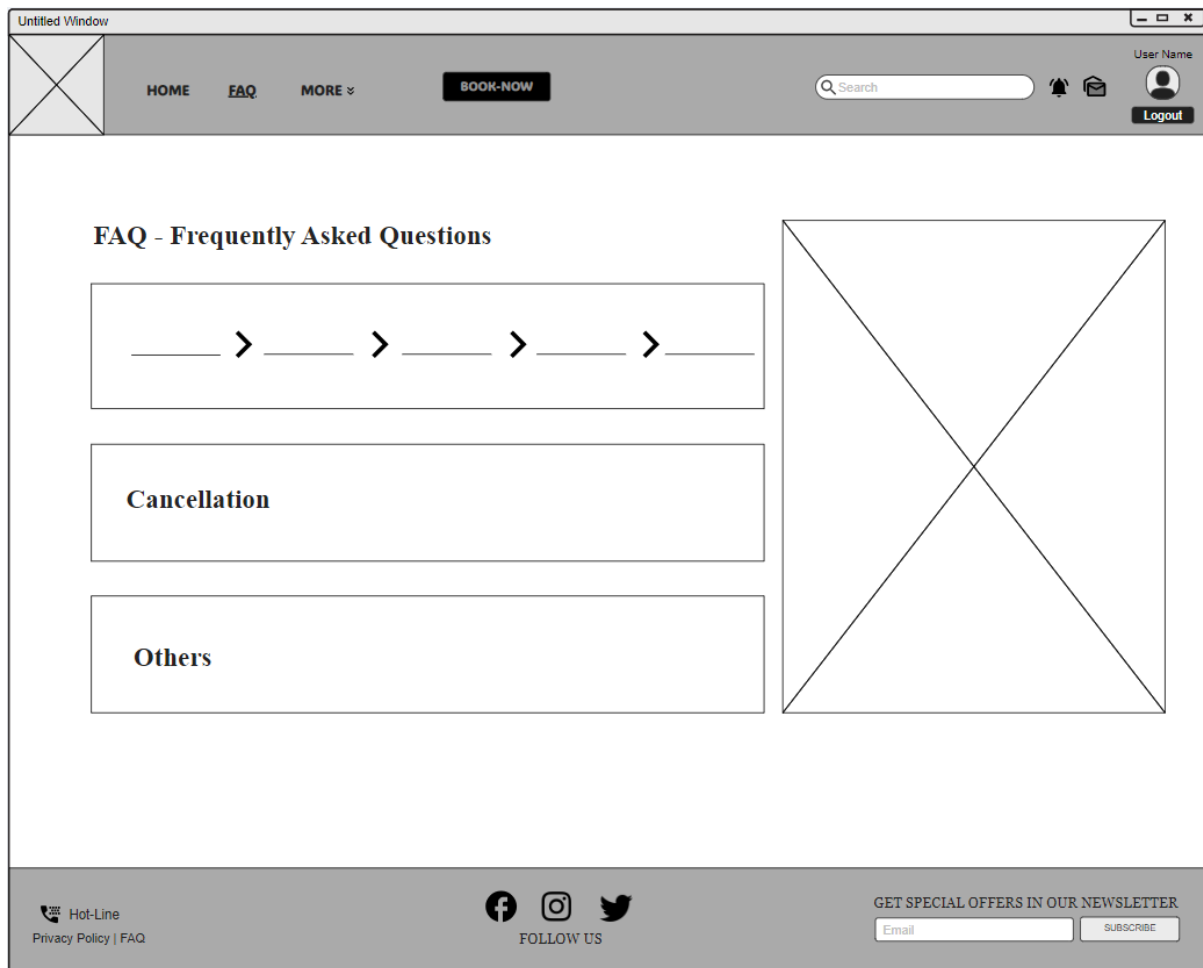 Untitled Window
User Name
HOME FAQ MORE BOOK-NOW Search
Logout
FAQ - Frequently Asked Questions
Cancellation
Others
Hot-Line
Privacy Policy | FAQ
FOLLOW US
GET SPECIAL OFFERS IN OUR NEWSLETTER
Email SUBSCRIBE